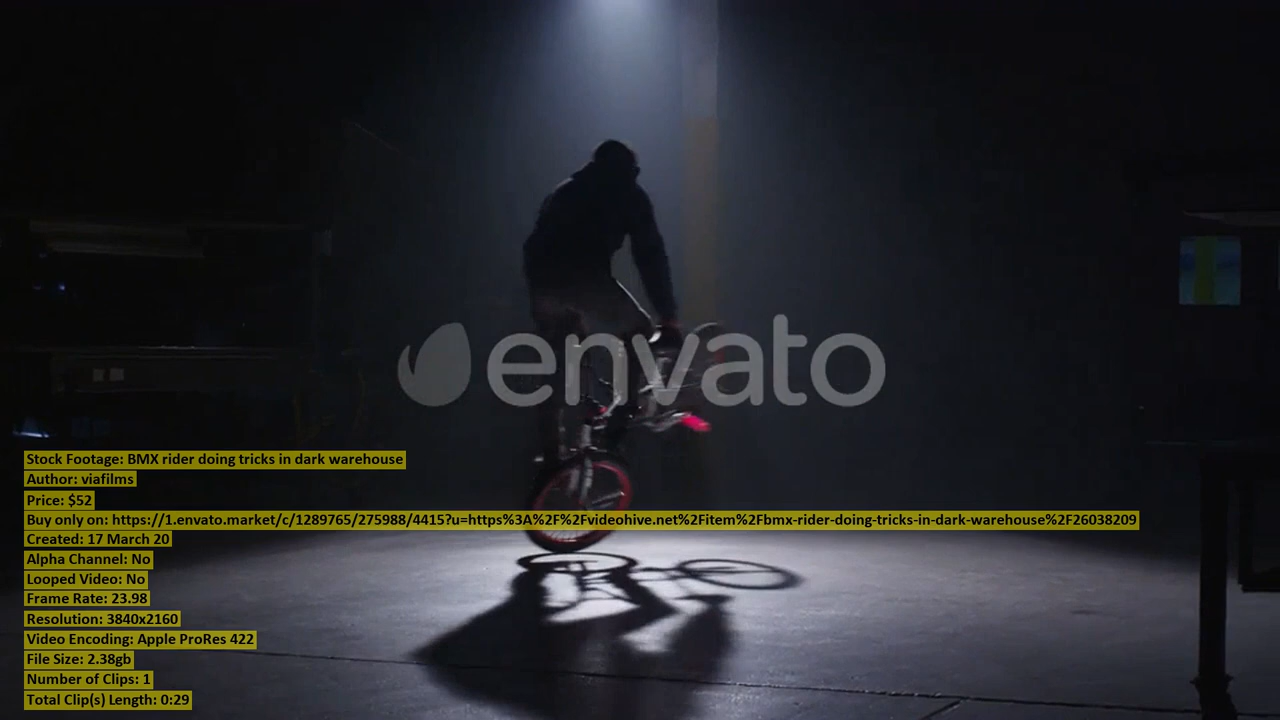 envato
Stock Footage: BMX rider doing tricks in dark warehouse
Author: viafilms
Price: $52
Buy only on: https://1.envato.market/c/1289765/275988/4415?u=https%3A%2F%2Fvideohive.net%2Fitem%2Fbmx-rider-doing-tricks-in-dark-warehouse%2F26038209
Created: 17 March 20
Alpha Channel: No
Looped Video: No
Frame Rate: 23.98
Resolution: 3840x2160
Video Encoding: Apple ProRes 422
File Size: 2.38gb
Number of Clips: 1
Total Clip(s) Length: 0:29